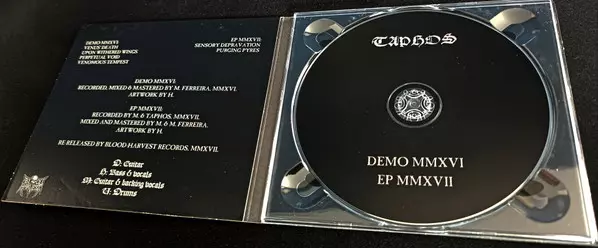 DEMO MMXVI:
VENUS' DEATH
UPON WITHERED WINGS
PERPETUAL VOID
VENOMOUS TEMPEST
EP MMXVII:
SENSORY DEPRAVATION
PURGING PYRES
DEMO MMXVI:
RECORDED, MIXED & MASTERED BY M. FERREIRA, MMXVI.
ARTWORK BY H.
EP MMXVII:
RECORDED BY M. & TAPHOS, MMXVII.
MIXED AND MASTERED BY M. & M. FERREIRA.
ARTWORK BY H.
RE-RELEASED BY BLOOD HARVEST RECORDS, MMXVII.
D: Guitar
H: Bass & vocals
M: Guitar & backing vocals
U: Drums
TAPHOS
DEMO MMXVI
EP MMXVII